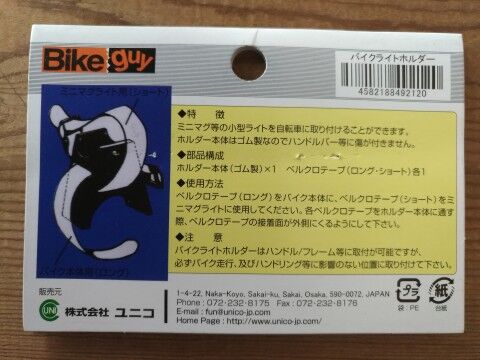 Bike guy
バイクライトホルダー
4582188492120
ミニマグライト用(ショート)
バイク本体用(ロング)
◆特　徴
ミニマグ等の小型ライトを自転車に取り付けることができます。
ホルダー本体はゴム製なのでハンドルバー等に傷が付きません。
◆部品構成
ホルダー本体(ゴム製)×1　ベルクロテープ(ロング・ショート)各1
◆使用方法
ベルクロテープ(ロング)をバイク本体に、ベルクロテープ(ショート)をミ
ニマグライトに使用してください。各ベルクロテープをホルダー本体に通す
際、ベルクロテープの接着面が外側にくるようにして下さい。
◆注　意
バイクライトホルダーはハンドル/フレーム等に取付が可能ですが、
必ずバイク走行、及びハンドリング等に影響のない位置に取り付けて下さい。
販売元
UNI 株式会社 ユニコ
1-4-22, Naka-Koyo, Sakai-ku, Sakai, Osaka, 590-0072, JAPAN
Phone : 072-232-8175　Fax : 072-232-8176
E-mail : fun@unico-jp.com
Home Page : http://www.unico-jp.com/
プラ
袋：PE
紙
台紙